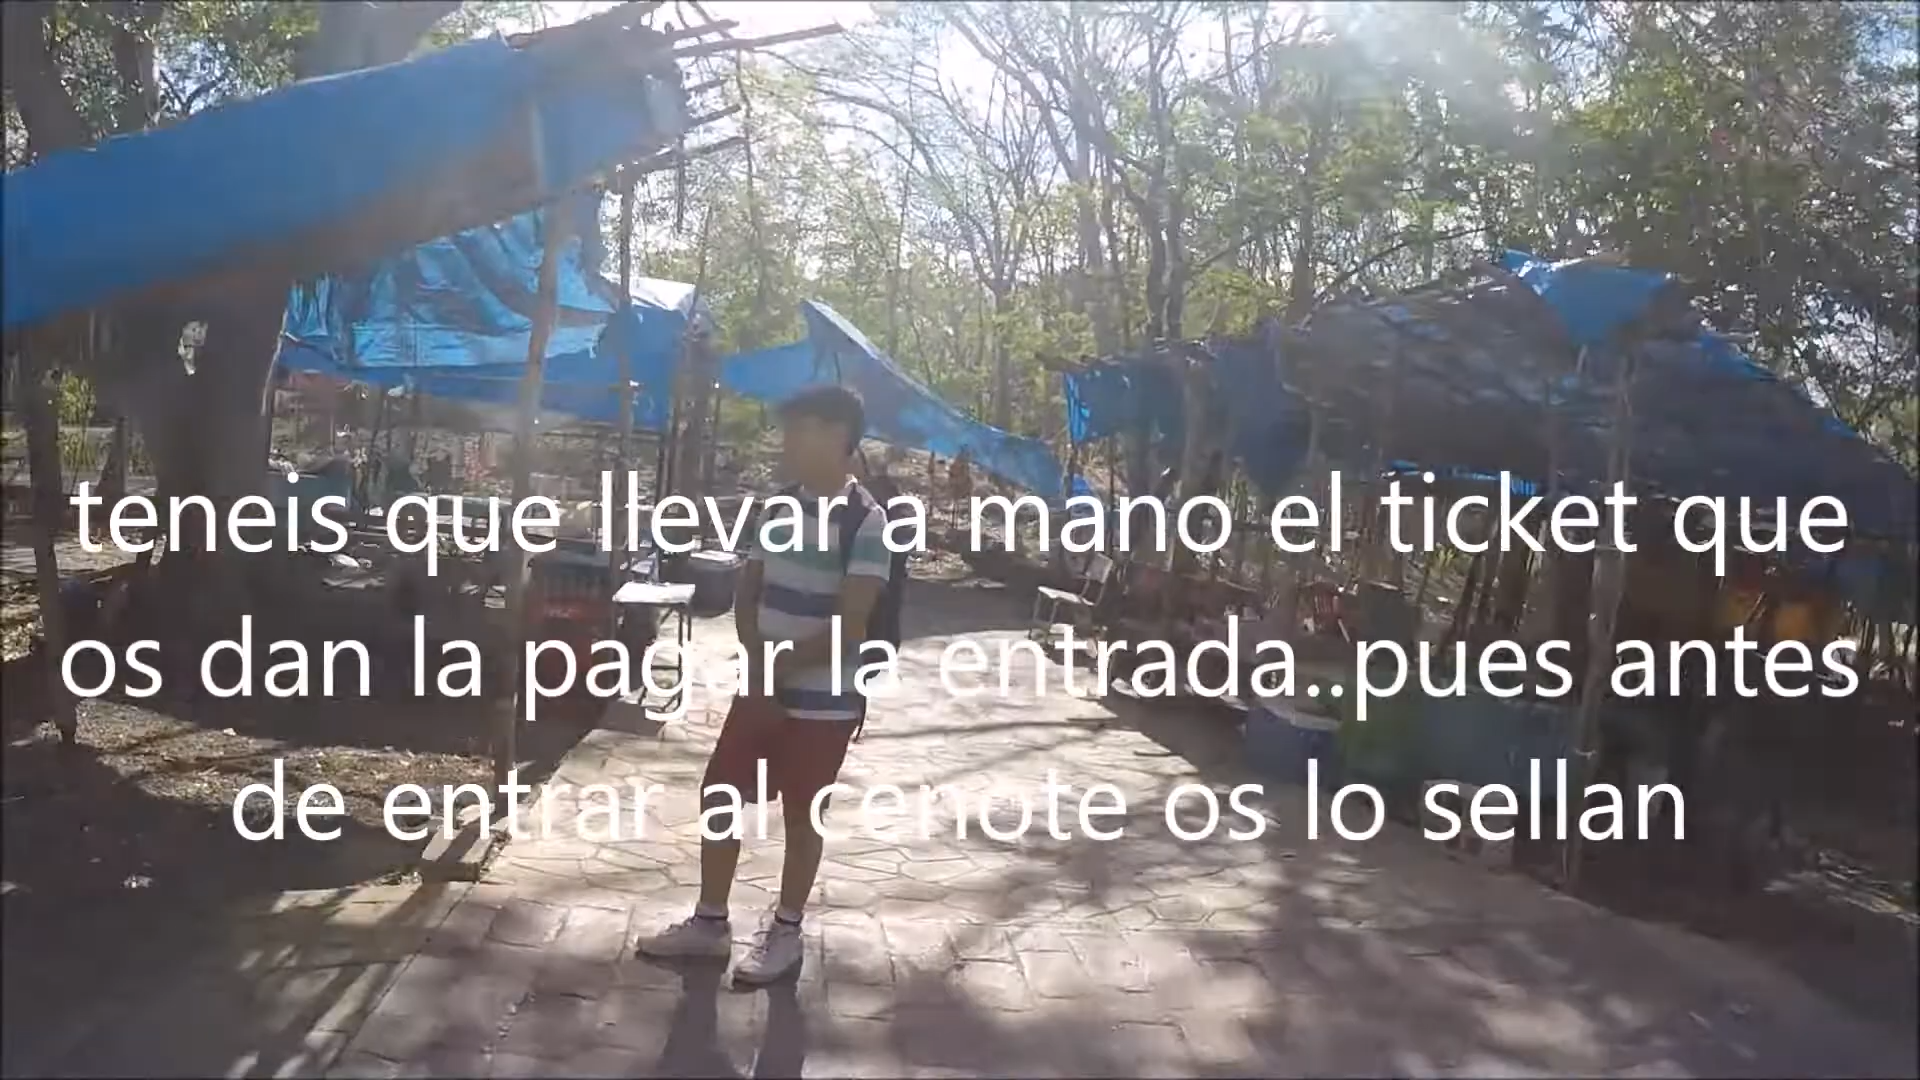 teneis que llevar a mano el ticket que
os dan la pagar la entrada..pues antes
de entrar al cenote os lo sellan